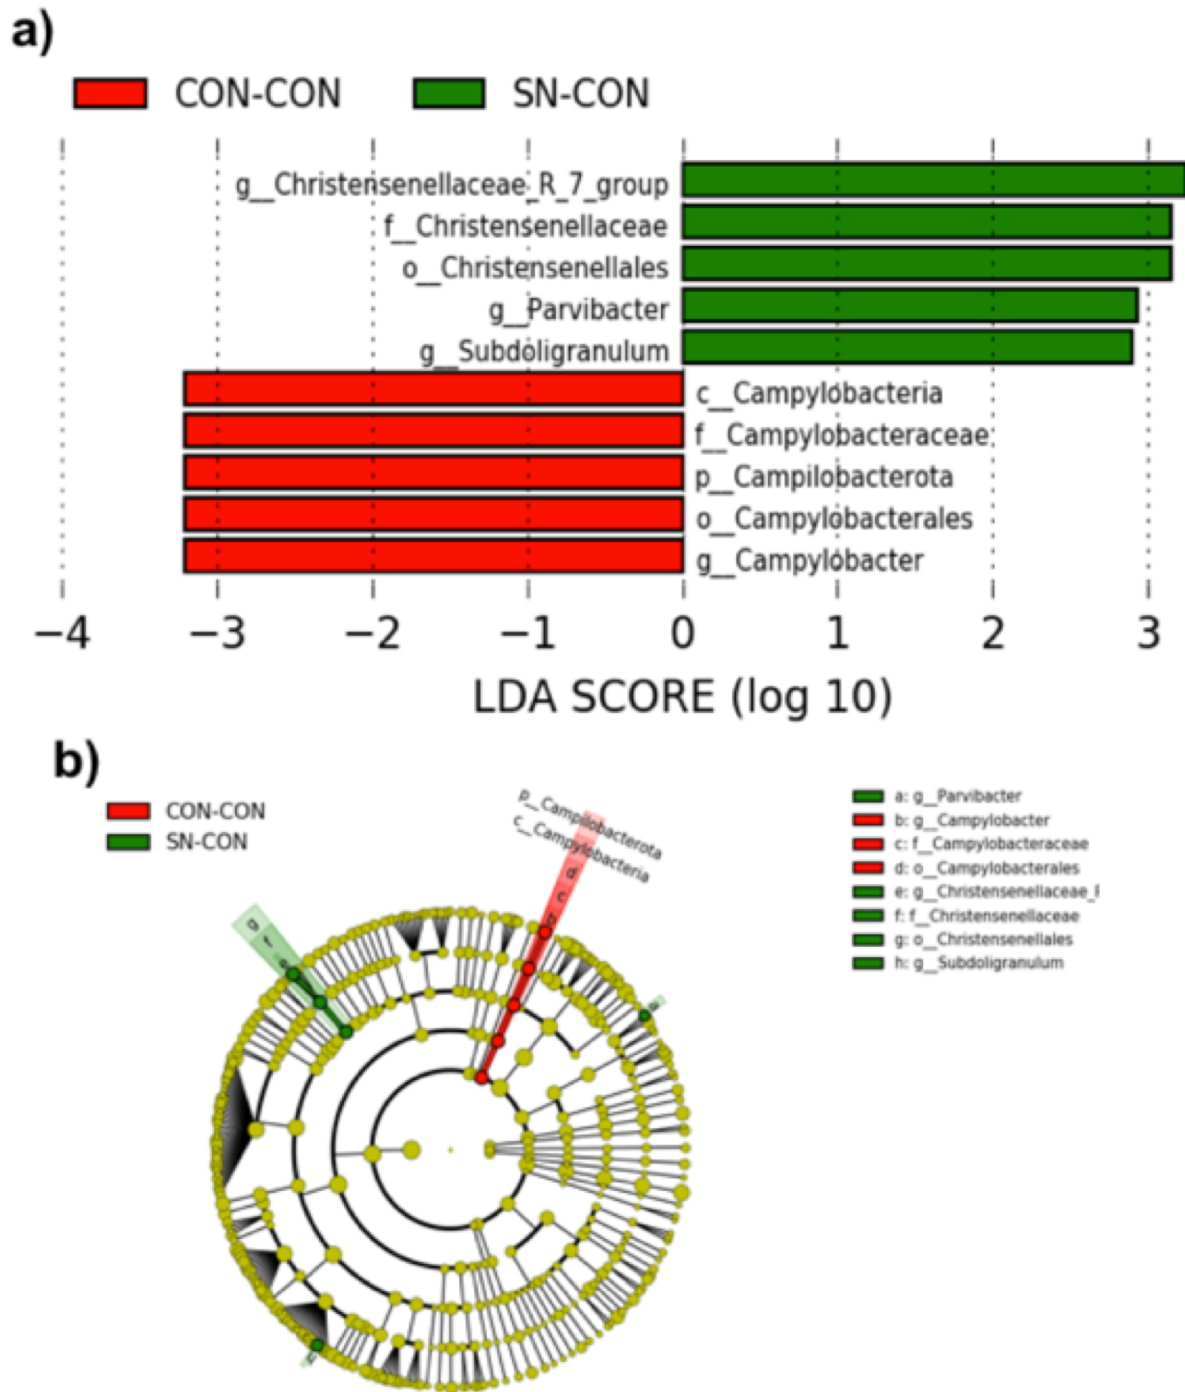 a)
CON-CON SN-CON
g__Christensenellaceae_R_7_group
f__Christensenellaceae
o__Christensenellales
g__Parvibacter
g__Subdoligranulum
c__Campylobacteria
f__Campylobacteraceae
p__Campilobacterota
o__Campylobacterales
g__Campylobacter
−4 −3 −2 −1 0 1 2 3
LDA SCORE (log 10)
b)
CON-CON
SN-CON
p__Campilobacterota
c__Campylobacteria
d
c
b
g
f
e
a
h
a: g__Parvibacter
b: g__Campylobacter
c: f__Campylobacteraceae
d: o__Campylobacterales
e: g__Christensenellaceae_
f: f__Christensenellaceae
g: o__Christensenellales
h: g__Subdoligranulum